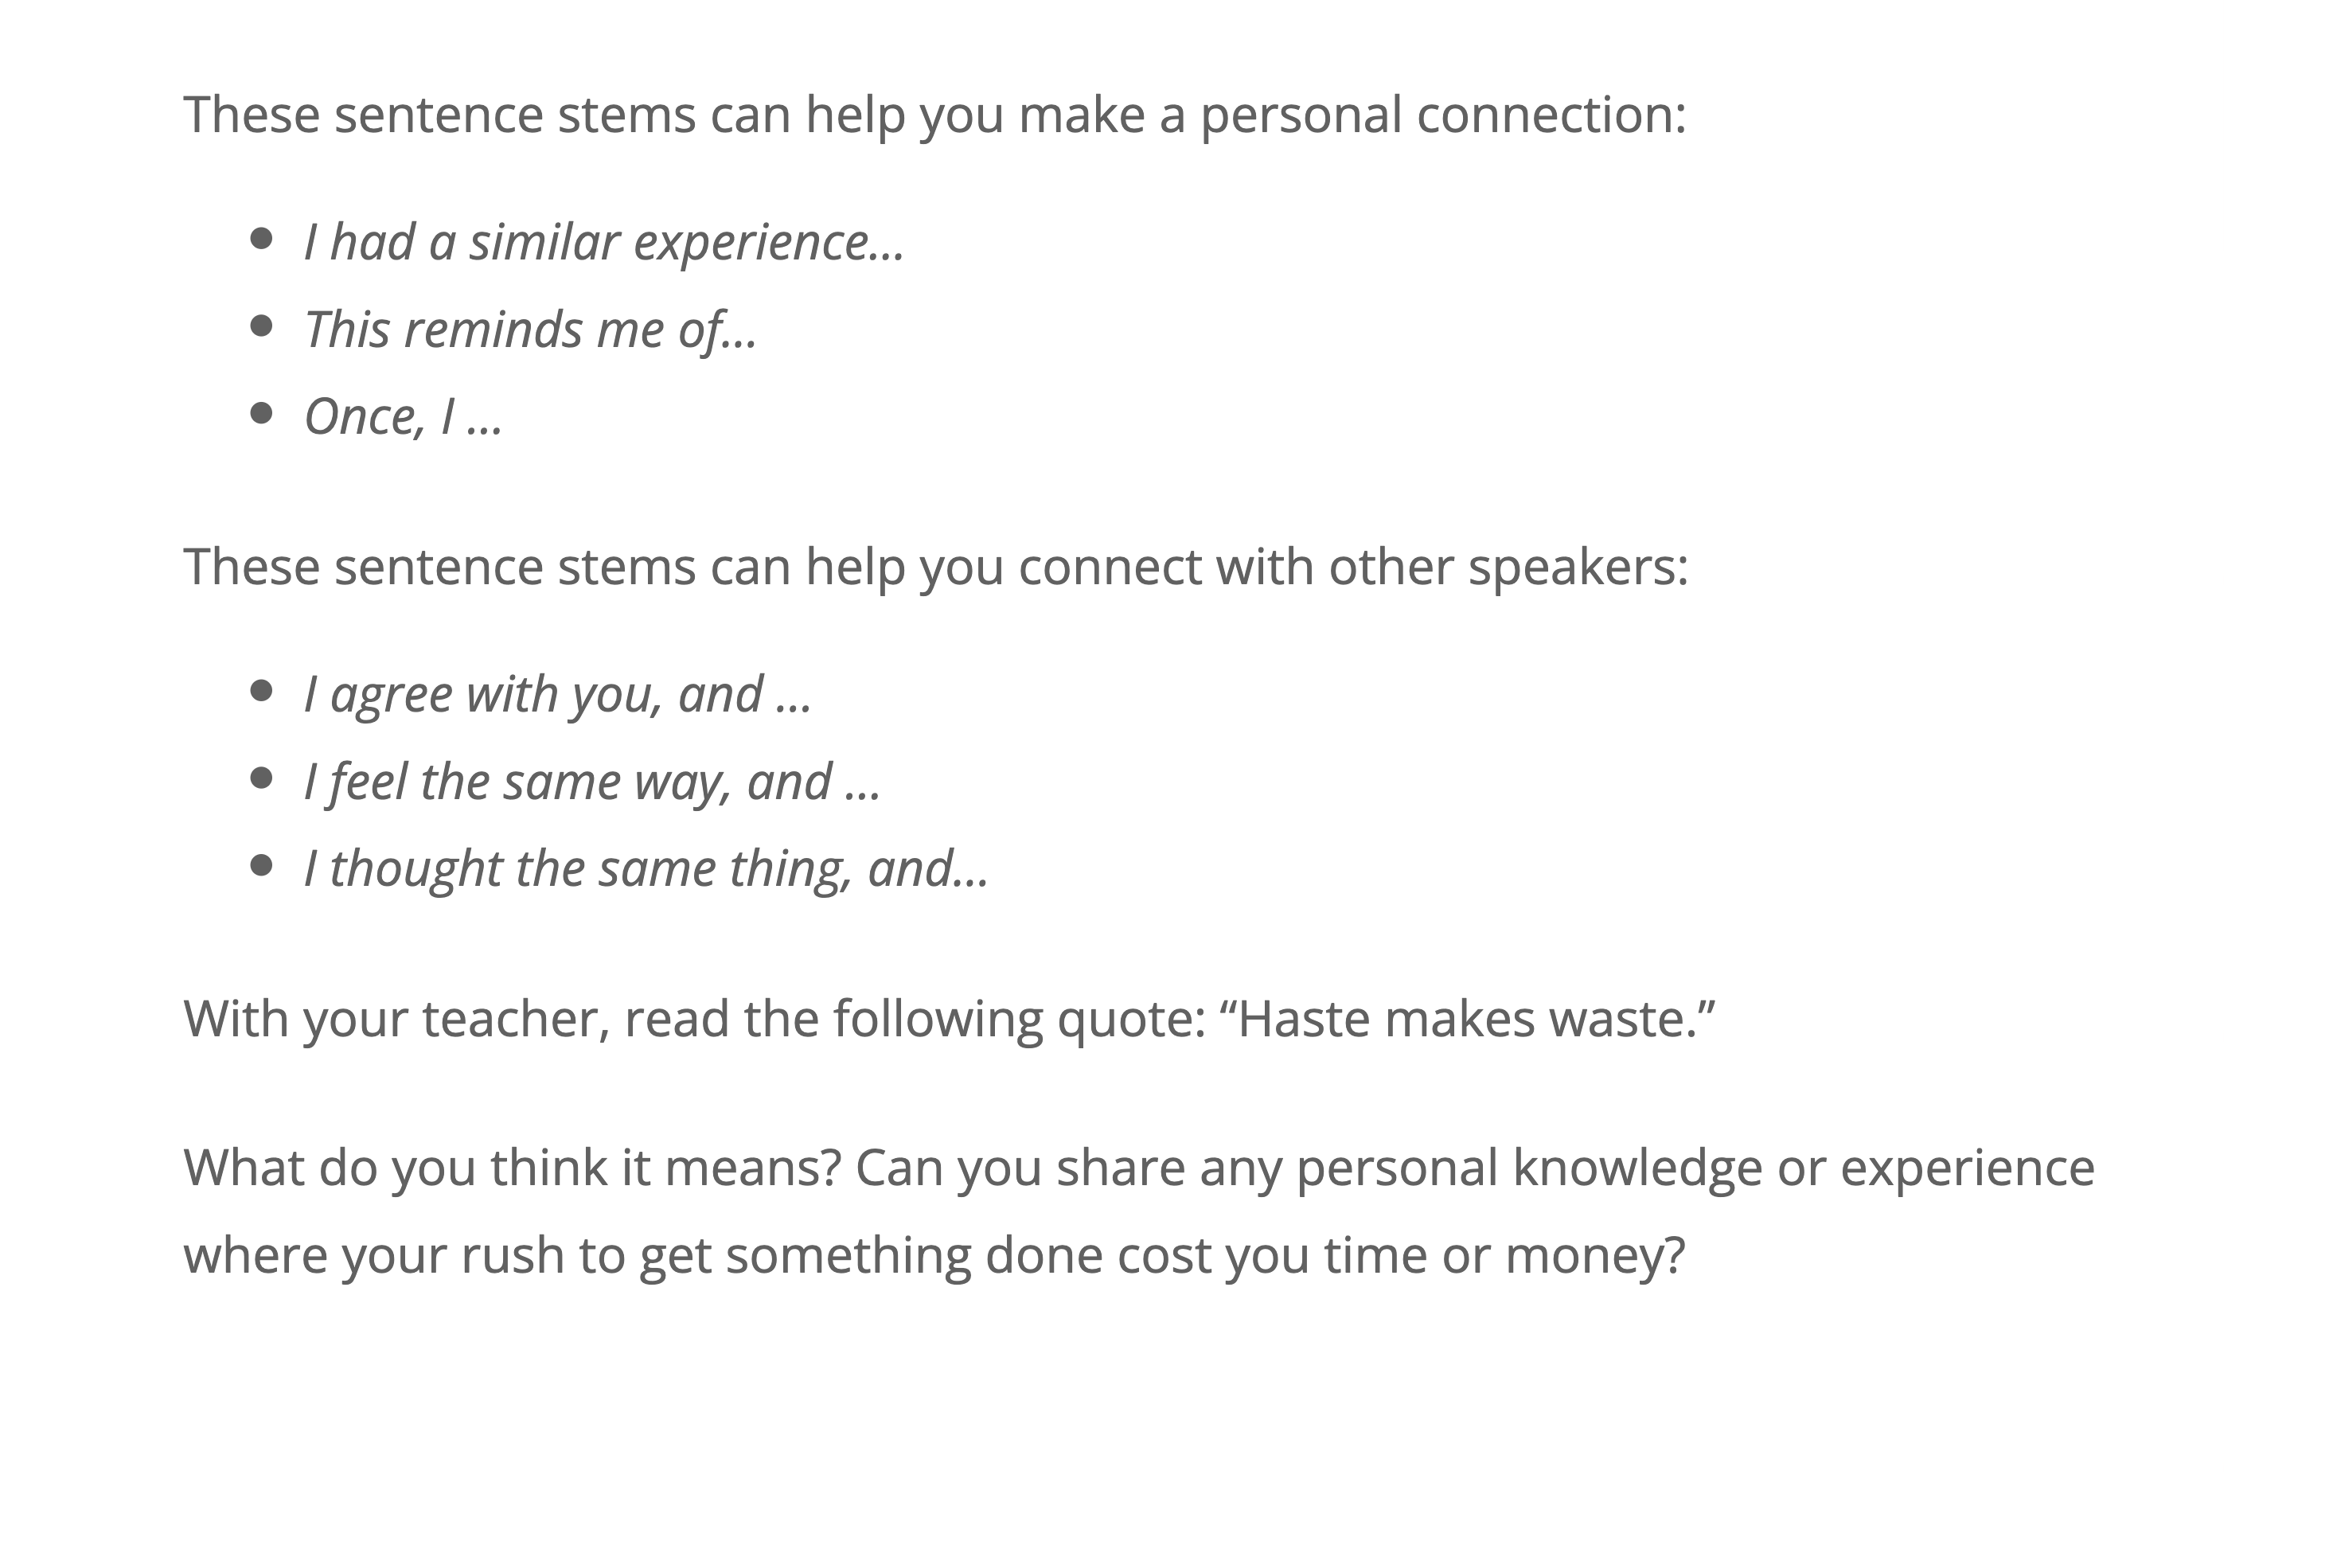 These sentence stems can help you make a personal connection:
● I had a similar experience...
● This reminds me of...
● Once, I ...
These sentence stems can help you connect with other speakers:
● I agree with you, and ...
● I feel the same way, and ...
● I thought the same thing, and...
With your teacher, read the following quote: “Haste makes waste.”
What do you think it means? Can you share any personal knowledge or experience
where your rush to get something done cost you time or money?